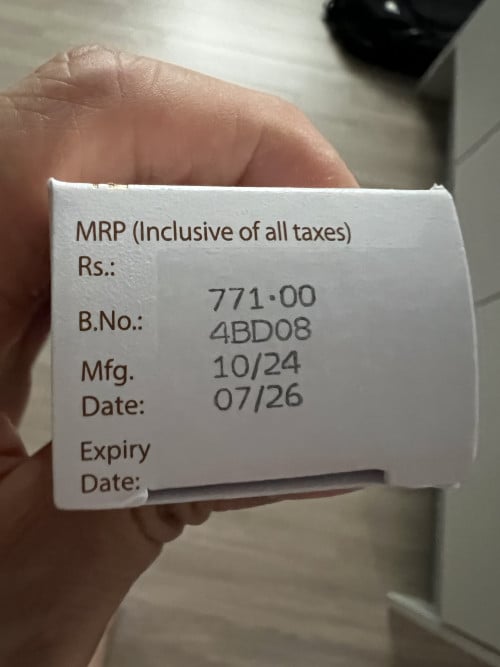 MRP (Inclusive of all taxes)
Rs.:
771.00
B.No.:
4BD08
Mfg.
10/24
Date:
07/26
Expiry
Date: